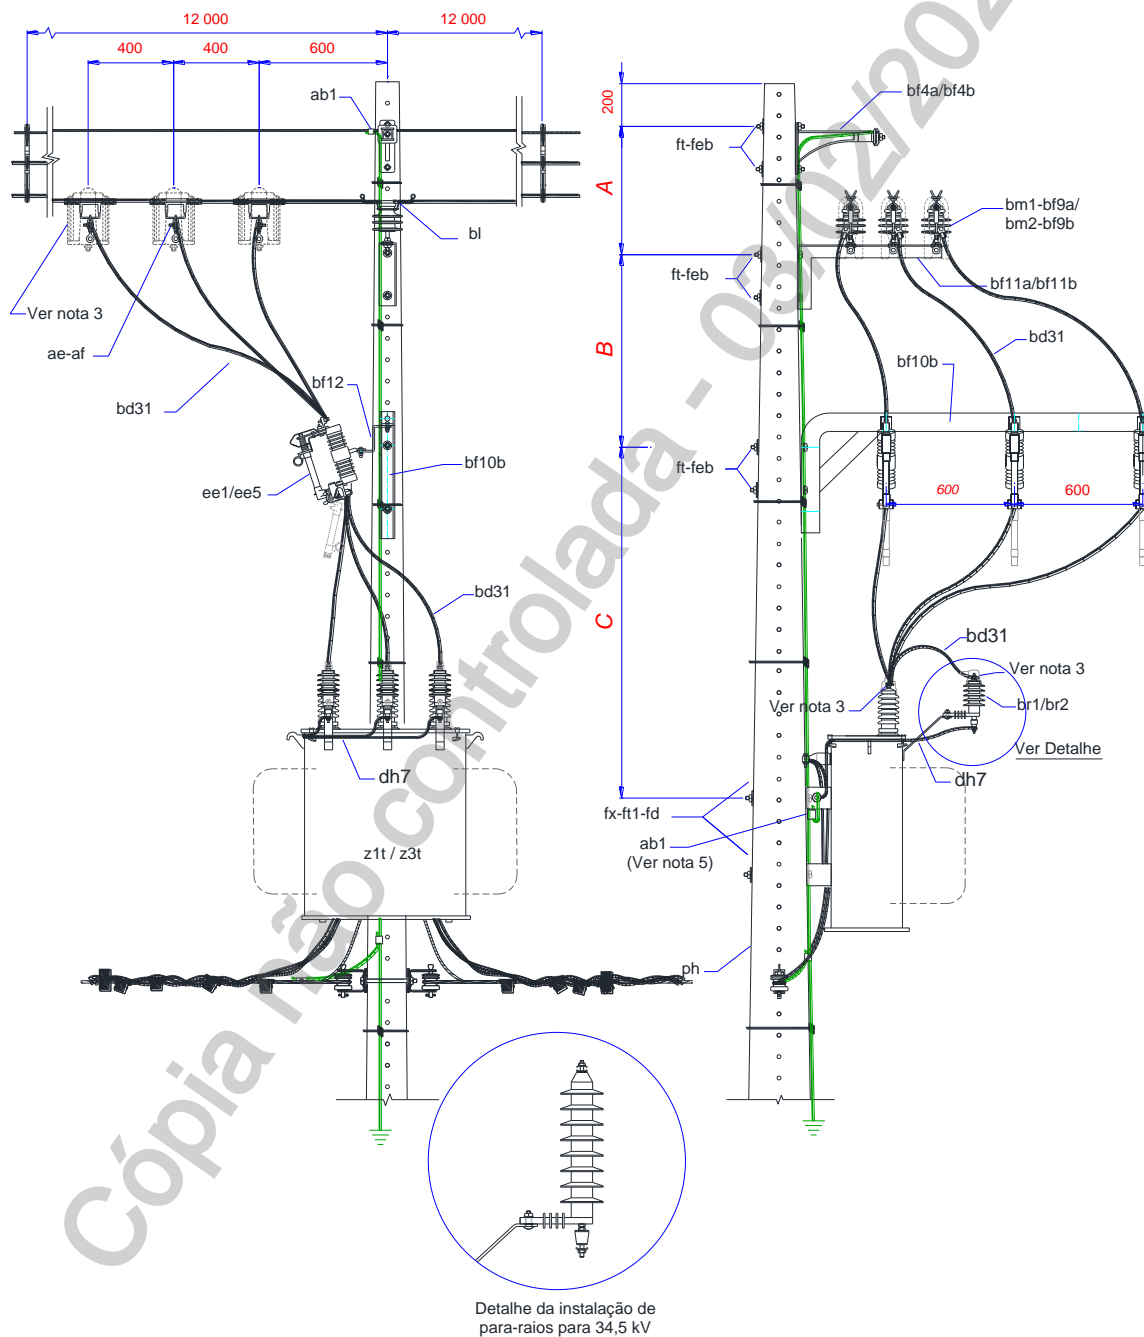 12 000
12 000
400
400
600
ab1
bl
Ver nota 3
ae-af
bd31
bf12
bf10b
ee1/ee5
bd31
dh7
z1t / z3t
200
A
B
C
ft-feb
ft-feb
ft-feb
bf4a/bf4b
bm1-bf9a/
bm2-bf9b
bf11a/bf11b
bd31
bf10b
600
600
bd31
Ver nota 3
Ver nota 3
br1/br2
Ver Detalhe
dh7
fx-ft1-fd
ab1
(Ver nota 5)
ph
Detalhe da instalação de
para-raios para 34,5 kV
Cópia não controlada - 03/02/202